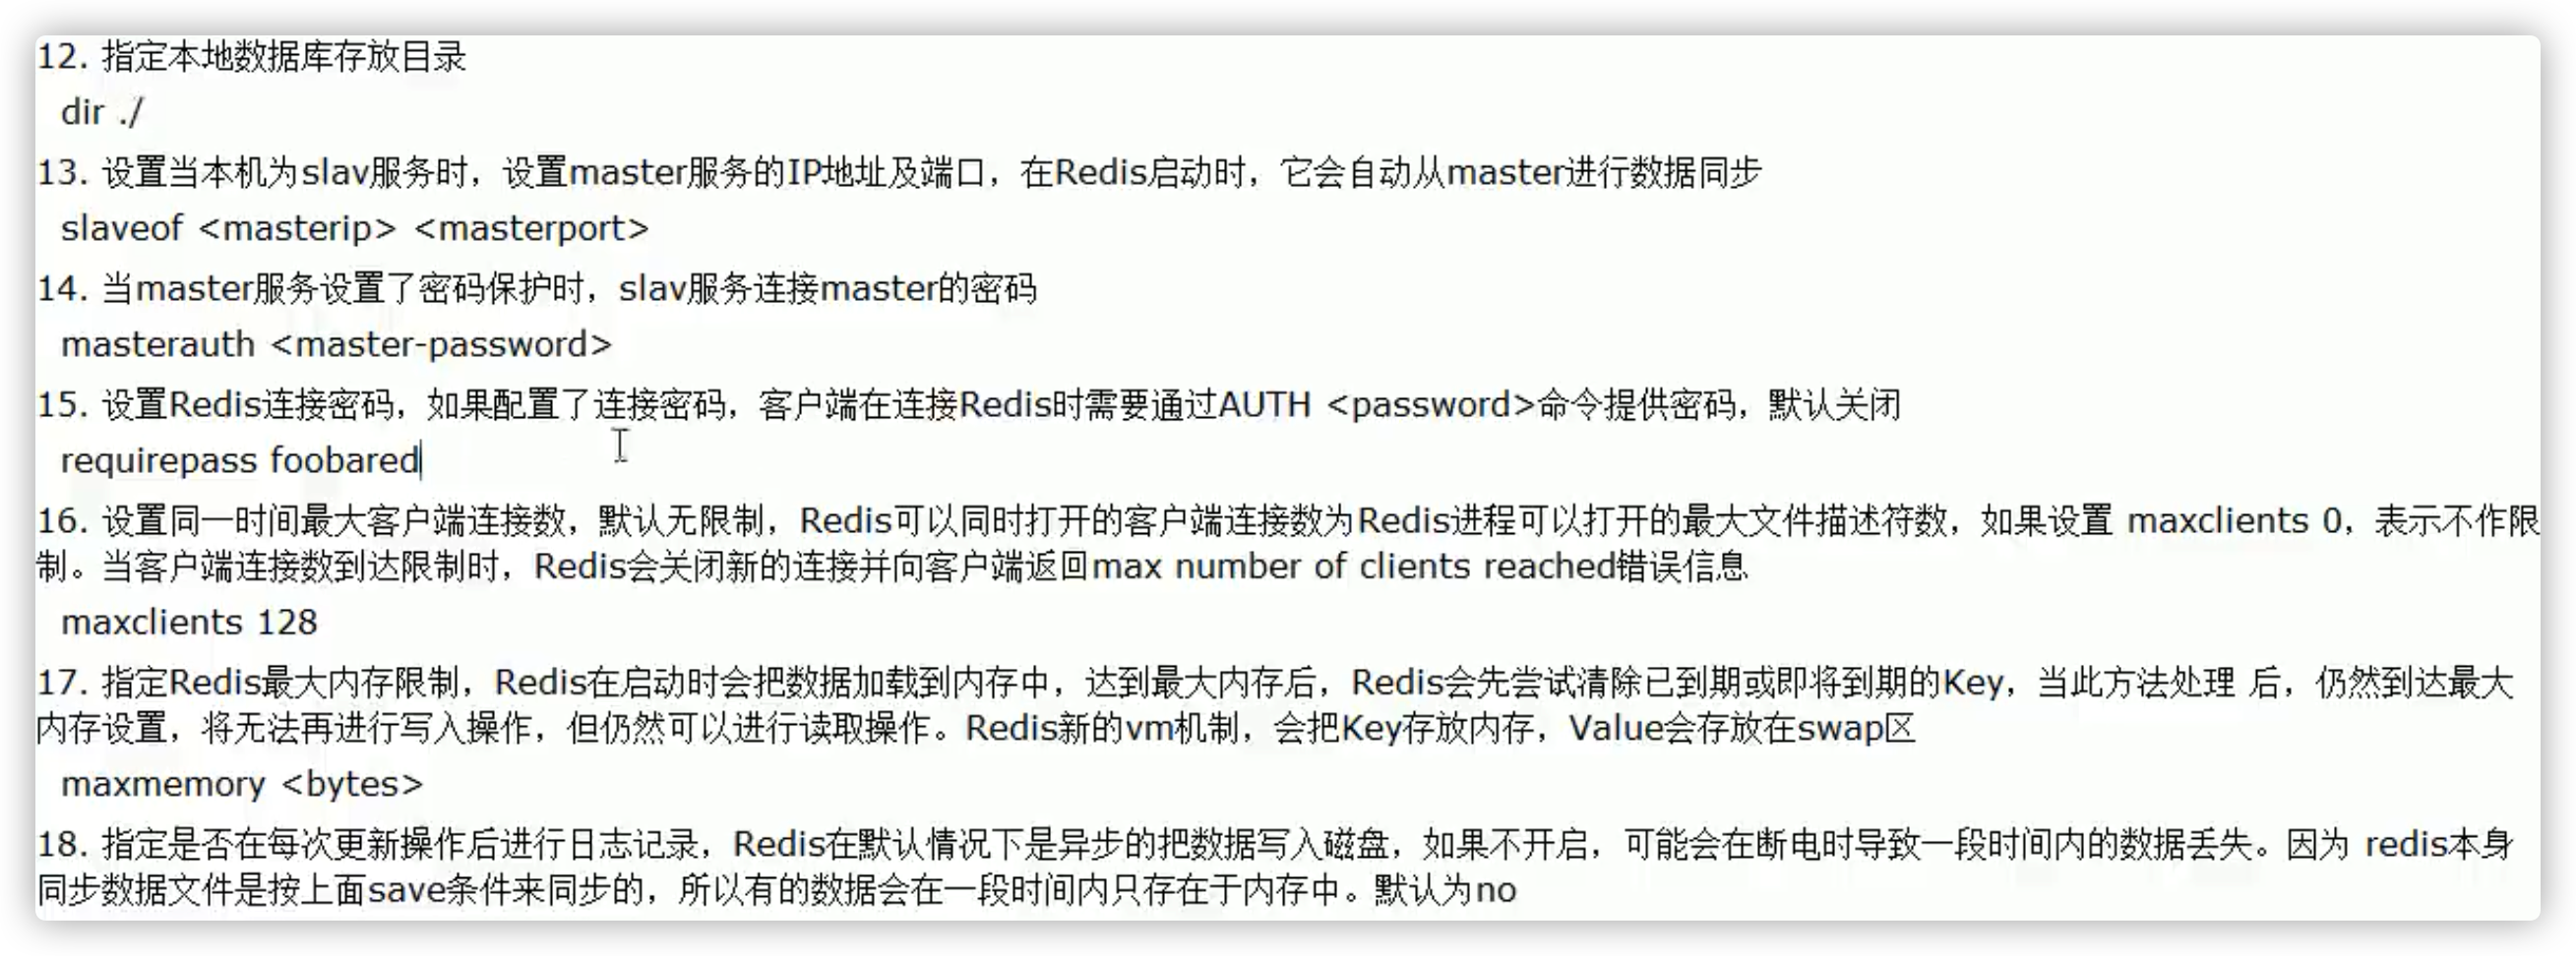 12. 指定本地数据库存放目录
dir ./
13. 设置当本机为slav服务时，设置master服务的IP地址及端口，在Redis启动时，它会自动从master进行数据同步
slaveof <masterip> <masterport>
14. 当master服务设置了密码保护时，slav服务连接master的密码
masterauth <master-password>
15. 设置Redis连接密码，如果配置了连接密码，客户端在连接Redis时需要通过AUTH <password>命令提供密码，默认关闭
requirepass foobared
16. 设置同一时间最大客户端连接数，默认无限制，Redis可以同时打开的客户端连接数为Redis进程可以打开的最大文件描述符数，如果设置 maxclients 0，表示不作限
制。当客户端连接数到达限制时，Redis会关闭新的连接并向客户端返回max number of clients reached错误信息
maxclients 128
17. 指定Redis最大内存限制，Redis在启动时会把数据加载到内存中，达到最大内存后，Redis会先尝试清除已到期或即将到期的Key，当此方法处理 后，仍然到达最大
内存设置，将无法再进行写入操作，但仍然可以进行读取操作。Redis新的vm机制，会把Key存放内存，Value会存放在swap区
maxmemory <bytes>
18. 指定是否在每次更新操作后进行日志记录，Redis在默认情况下是异步的把数据写入磁盘，如果不开启，可能会在断电时导致一段时间内的数据丢失。因为 redis本身
同步数据文件是按上面save条件来同步的，所以有的数据会在一段时间内只存在于内存中。默认为no